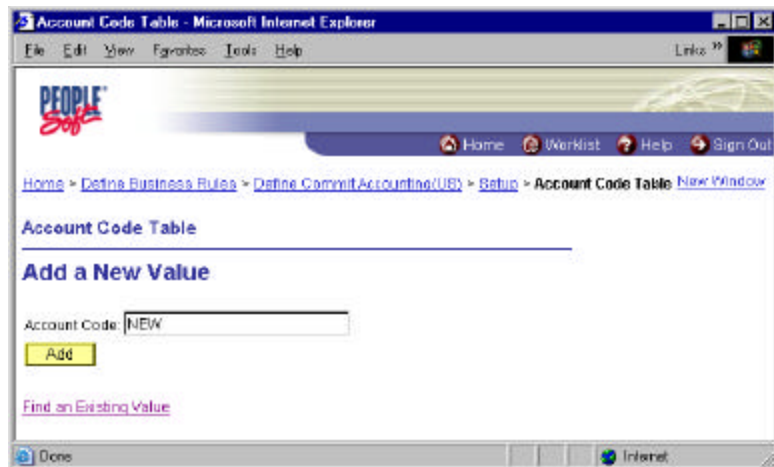 Account Code Table - Microsoft Internet Explorer
File Edit View Favorites Tools Help Links »
PEOPLE
Soft
Home Worklist Help Sign Out
Home > Define Business Rules > Define Commit Accounting(US) > Setup > Account Code Table New Window
Account Code Table
Add a New Value
Account Code: NEW
Add
Find an Existing Value
Done Internet